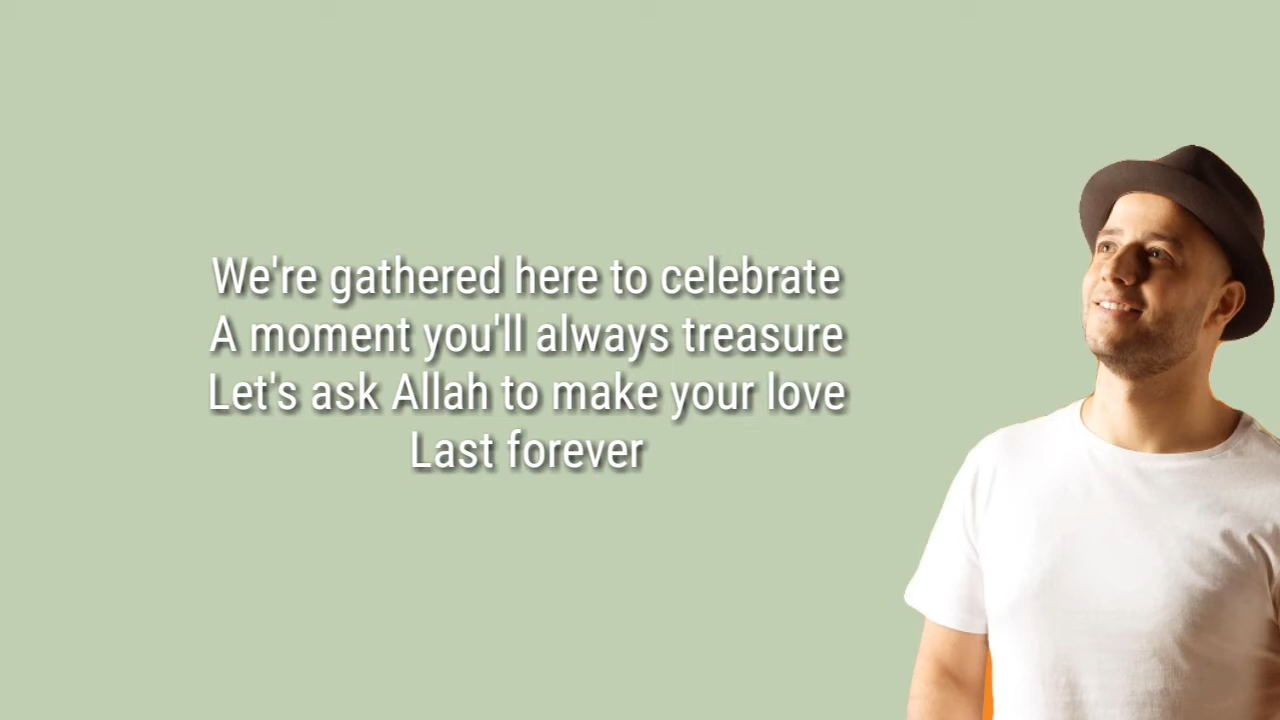 We're gathered here to celebrate
A moment you'll always treasure
Let's ask Allah to make your love
Last forever